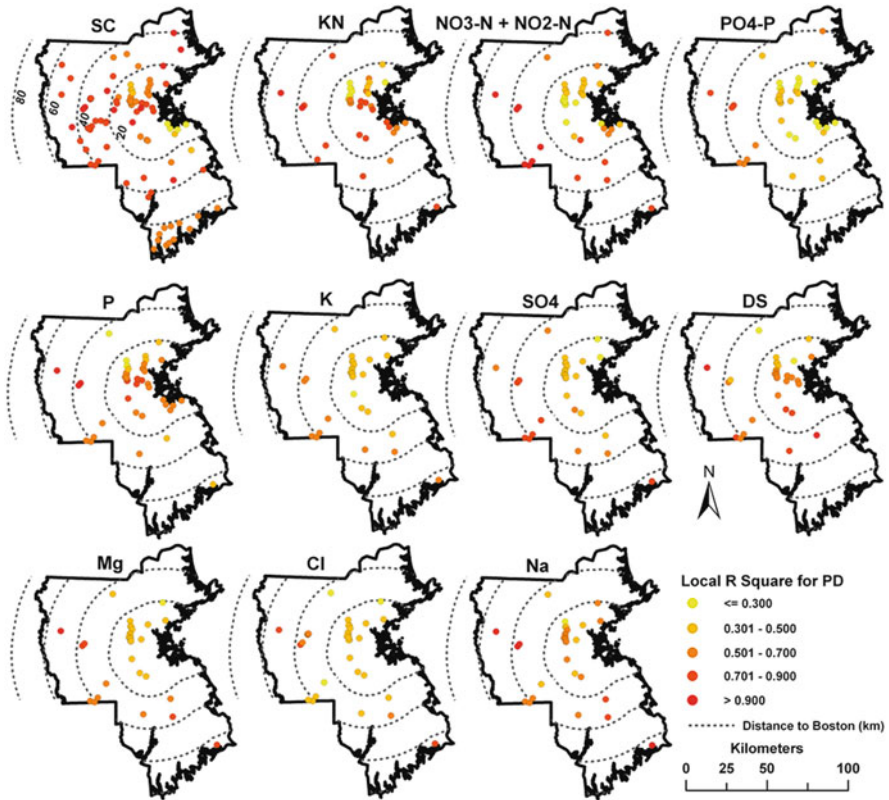 SC
KN
NO3-N + NO2-N
PO4-P
80
60
40
20
P
K
SO4
DS
N
Mg
Cl
Na
Local R Square for PD
<= 0.300
0.301 - 0.500
0.501 - 0.700
0.701 - 0.900
> 0.900
Distance to Boston (km)
Kilometers
0 25 50 100